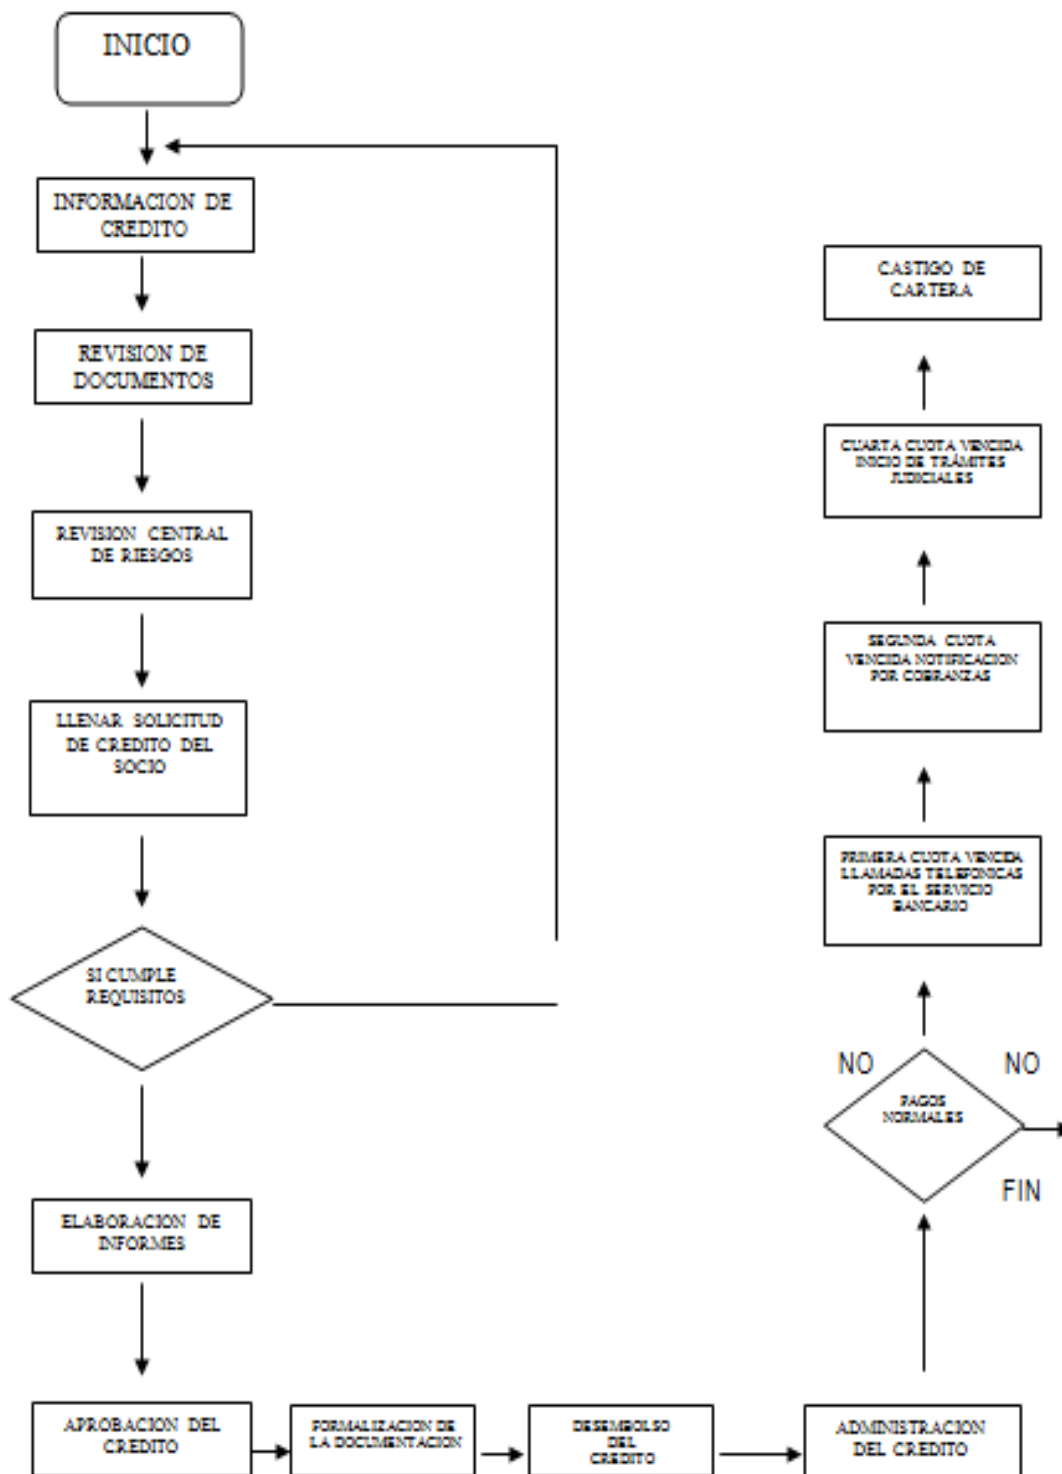 INICIO
INFORMACION DE
CREDITO
REVISION DE
DOCUMENTOS
REVISION CENTRAL
DE RIESGOS
LLENAR SOLICITUD
DE CREDITO DEL
SOCIO
SI CUMPLE
REQUISITOS
ELABORACION DE
INFORMES
APROBACION DEL
CREDITO
FORMALIZACION DE
LA DOCUMENTACION
DESEMBOLSO
DEL
CREDITO
ADMINISTRACION
DEL CREDITO
PAGOS
NORMALES
NO
NO
FIN
PRIMERA CUOTA VENCIDA
LLAMADAS TELEFONICAS
POR EL SERVICIO
BANCARIO
SEGUNDA CUOTA
VENCIDA NOTIFICACION
POR COBRANZAS
CUARTA CUOTA VENCIDA
INICIO DE TRÁMITES
JUDICIALES
CASTIGO DE
CARTERA